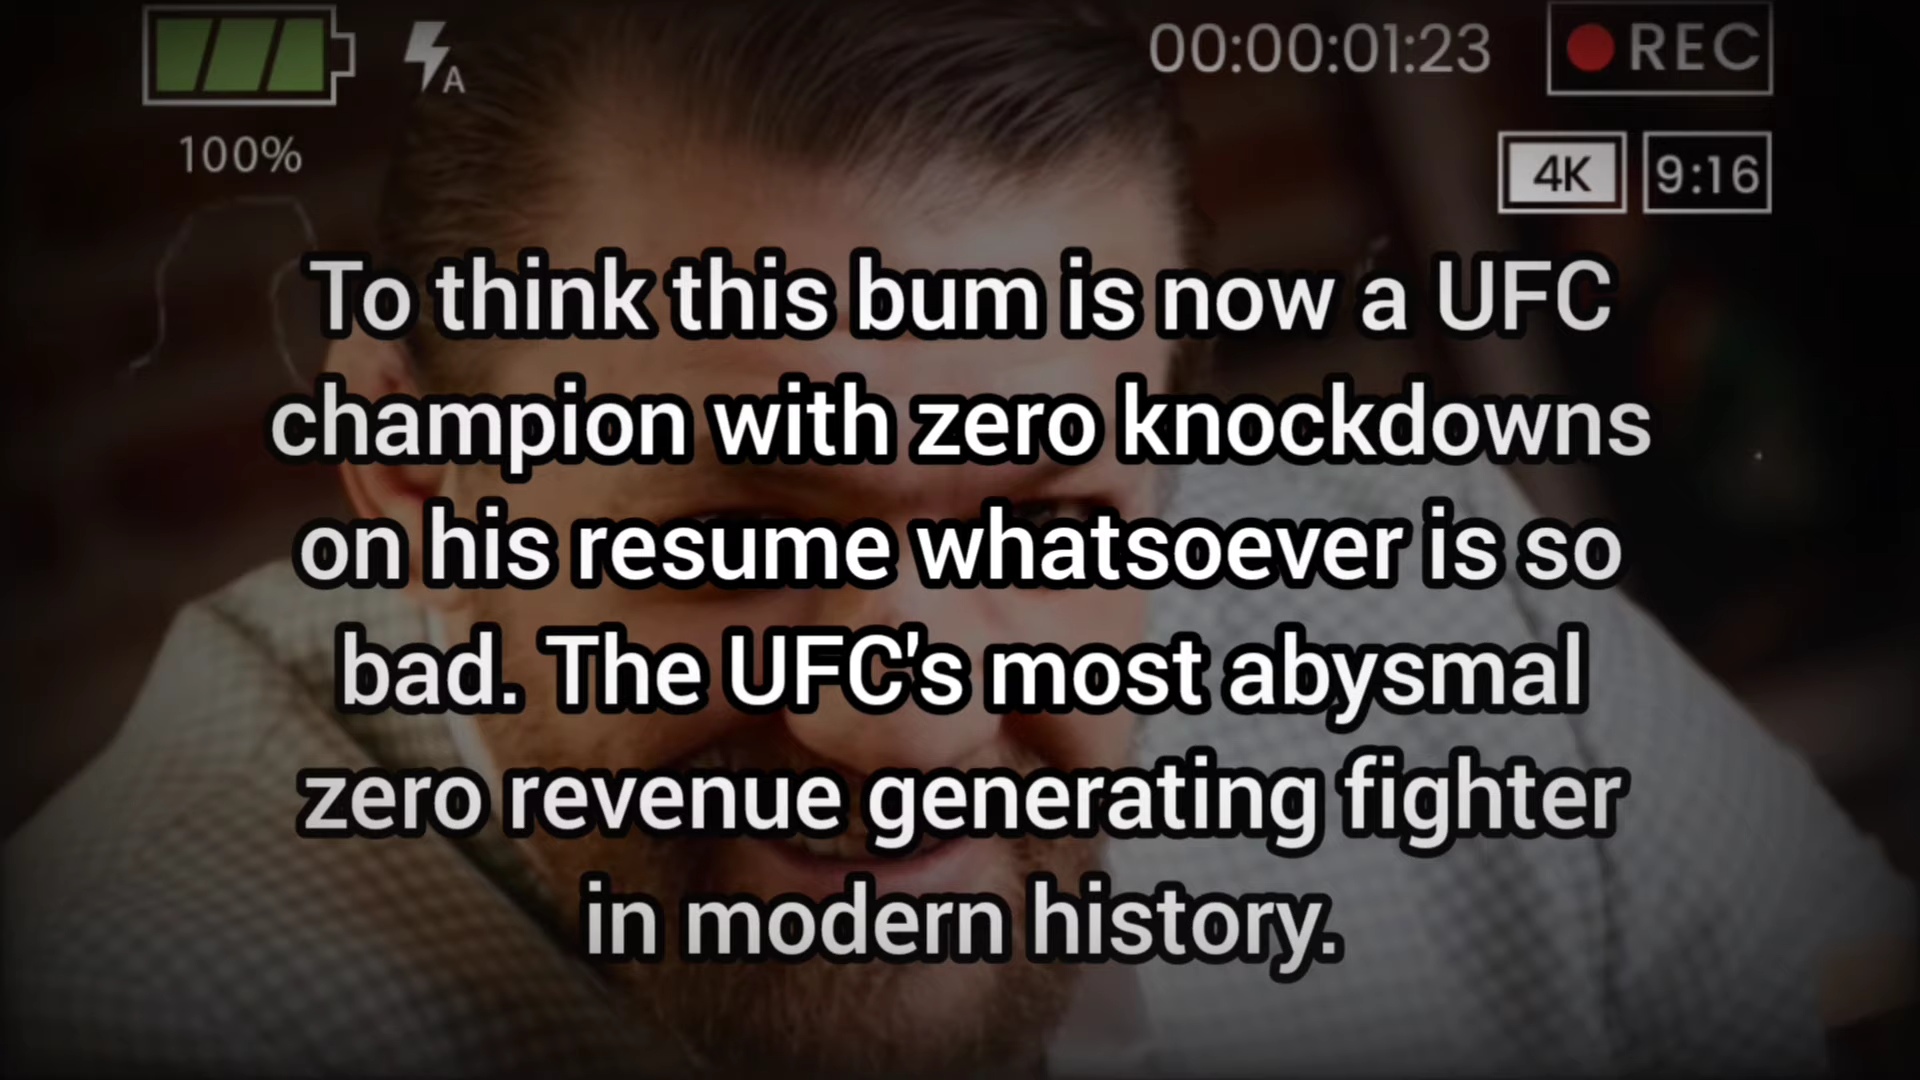 A
00:00:01:23
REC
100%
4K
9:16
To think this bum is now a UFC
champion with zero knockdowns
on his resume whatsoever is so
bad. The UFC's most abysmal
zero revenue generating fighter
in modern history.